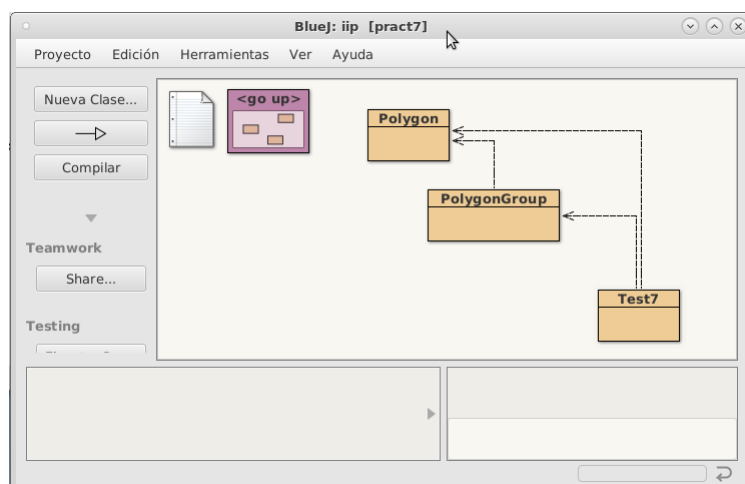 BlueJ: iip [pract7]
Proyecto Edición Herramientas Ver Ayuda
Nueva Clase...
Compilar
Teamwork
Share...
Testing
<go up>
Polygon
PolygonGroup
Test7